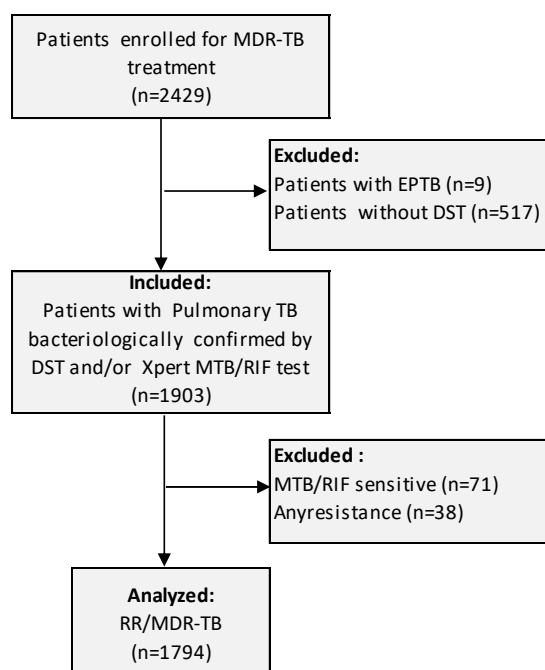 Patients enrolled for MDR-TB
treatment
(n=2429)
Excluded:
Patients with EPTB (n=9)
Patients without DST (n=517)
Included:
Patients with Pulmonary TB
bacteriologically confirmed by
DST and/or Xpert MTB/RIF test
(n=1903)
Excluded :
MTB/RIF sensitive (n=71)
Anyresistance (n=38)
Analyzed:
RR/MDR-TB
(n=1794)